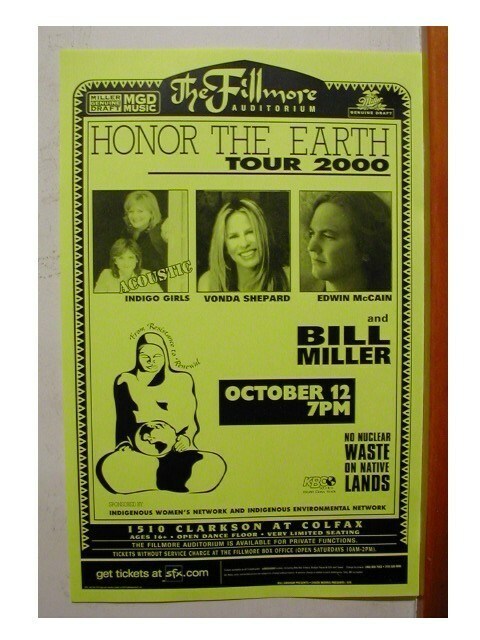 The Fillmore
AUDITORIUM
MILLER
GENUINE
DRAFT
MGD
MUSIC
GENUINE DRAFT
HONOR THE EARTH
TOUR 2000
ACOUSTIC
INDIGO GIRLS
VONDA SHEPARD
EDWIN McCAIN
and
BILL
MILLER
From Resistance to Renewal
OCTOBER 12
7PM
NO NUCLEAR
WASTE
ON NATIVE
LANDS
KBCO
SPONSORED BY
INDIGENOUS WOMEN'S NETWORK AND INDIGENOUS ENVIRONMENTAL NETWORK
1510 CLARKSON AT COLFAX
AGES 16+ • OPEN DANCE FLOOR • VERY LIMITED SEATING
THE FILLMORE AUDITORIUM IS AVAILABLE FOR PRIVATE FUNCTIONS.
TICKETS WITHOUT SERVICE CHARGE AT THE FILLMORE BOX OFFICE (OPEN SATURDAYS 10AM-2PM).
get tickets at sfx.com